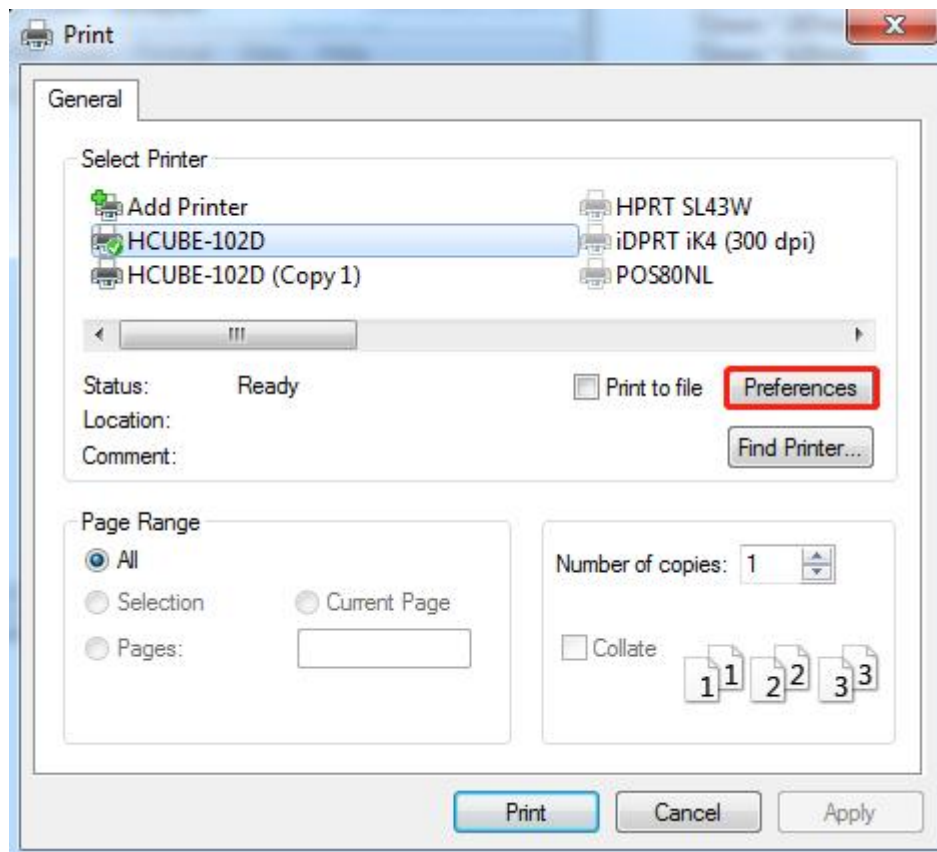 Print
General
Select Printer
Add Printer
HPRT SL43W
HCUBE-102D
iDPRT iK4 (300 dpi)
HCUBE-102D (Copy 1)
POS80NL
Status: Ready
Print to file
Preferences
Location:
Find Printer...
Comment:
Page Range
All
Number of copies: 1
Selection
Current Page
Pages:
Collate
1 1 2 2 3 3
Print
Cancel
Apply